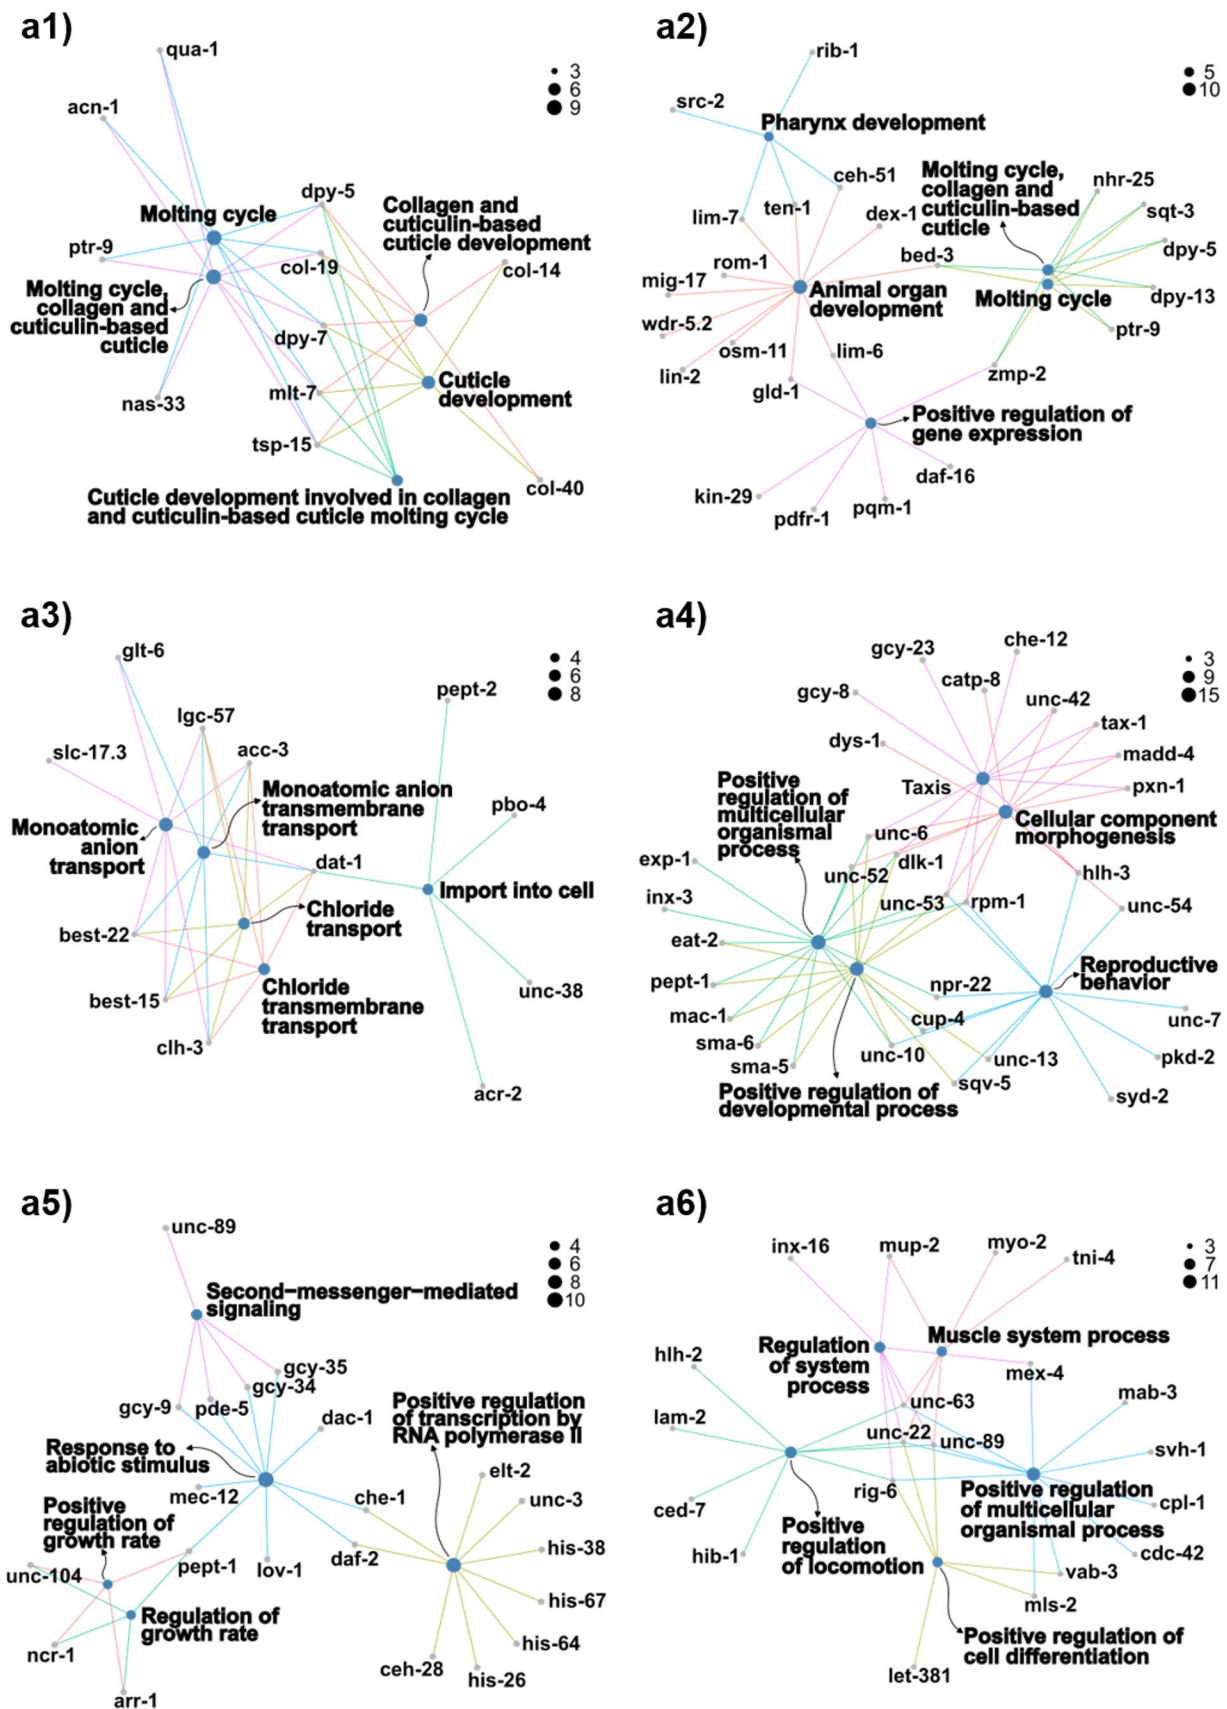 a1)
qua-1
3
6
9
acn-1
dpy-5
Collagen and
cuticulin-based
cuticle development
Molting cycle
ptr-9
col-19
col-14
Molting cycle,
collagen and
cuticulin-based
cuticle
dpy-7
nas-33
mlt-7
Cuticle
development
tsp-15
col-40
Cuticle development involved in collagen
and cuticulin-based cuticle molting cycle
a2)
rib-1
5
10
src-2
Pharynx development
ceh-51
Molting cycle,
collagen and
cuticulin-based
cuticle
nhr-25
lim-7
ten-1
dex-1
sqt-3
bed-3
dpy-5
rom-1
mig-17
Animal organ
development
Molting cycle
dpy-13
wdr-5.2
ptr-9
osm-11
lim-6
lin-2
gld-1
zmp-2
Positive regulation of
gene expression
daf-16
kin-29
pdfr-1
pqm-1
a3)
glt-6
4
6
8
pept-2
lgc-57
slc-17.3
acc-3
Monoatomic anion
transmembrane
transport
pbo-4
Monoatomic
anion
transport
dat-1
Import into cell
Chloride
transport
best-22
best-15
Chloride
transmembrane
transport
unc-38
clh-3
acr-2
a4)
gcy-23
che-12
3
9
15
catp-8
gcy-8
unc-42
tax-1
dys-1
madd-4
Positive
regulation of
multicellular
organismal
process
Taxis
pxn-1
Cellular component
morphogenesis
unc-6
exp-1
dlk-1
unc-52
hlh-3
inx-3
unc-53
rpm-1
unc-54
eat-2
Reproductive
behavior
pept-1
npr-22
mac-1
cup-4
unc-7
sma-6
unc-10
unc-13
pkd-2
sma-5
sqv-5
Positive regulation of
developmental process
syd-2
a5)
unc-89
4
6
8
10
Second-messenger-mediated
signaling
gcy-35
gcy-34
gcy-9
pde-5
dac-1
Positive regulation
of transcription by
RNA polymerase II
Response to
abiotic stimulus
elt-2
mec-12
che-1
unc-3
Positive
regulation of
growth rate
his-38
daf-2
unc-104
pept-1
lov-1
his-67
Regulation of
growth rate
his-64
ncr-1
ceh-28
his-26
arr-1
a6)
inx-16
mup-2
myo-2
tni-4
3
7
11
Regulation
of system
process
Muscle system process
hlh-2
mex-4
mab-3
unc-63
lam-2
unc-22
unc-89
svh-1
rig-6
Positive regulation
of multicellular
organismal process
cpl-1
ced-7
Positive
regulation
of locomotion
cdc-42
hib-1
vab-3
mls-2
Positive regulation of
cell differentiation
let-381